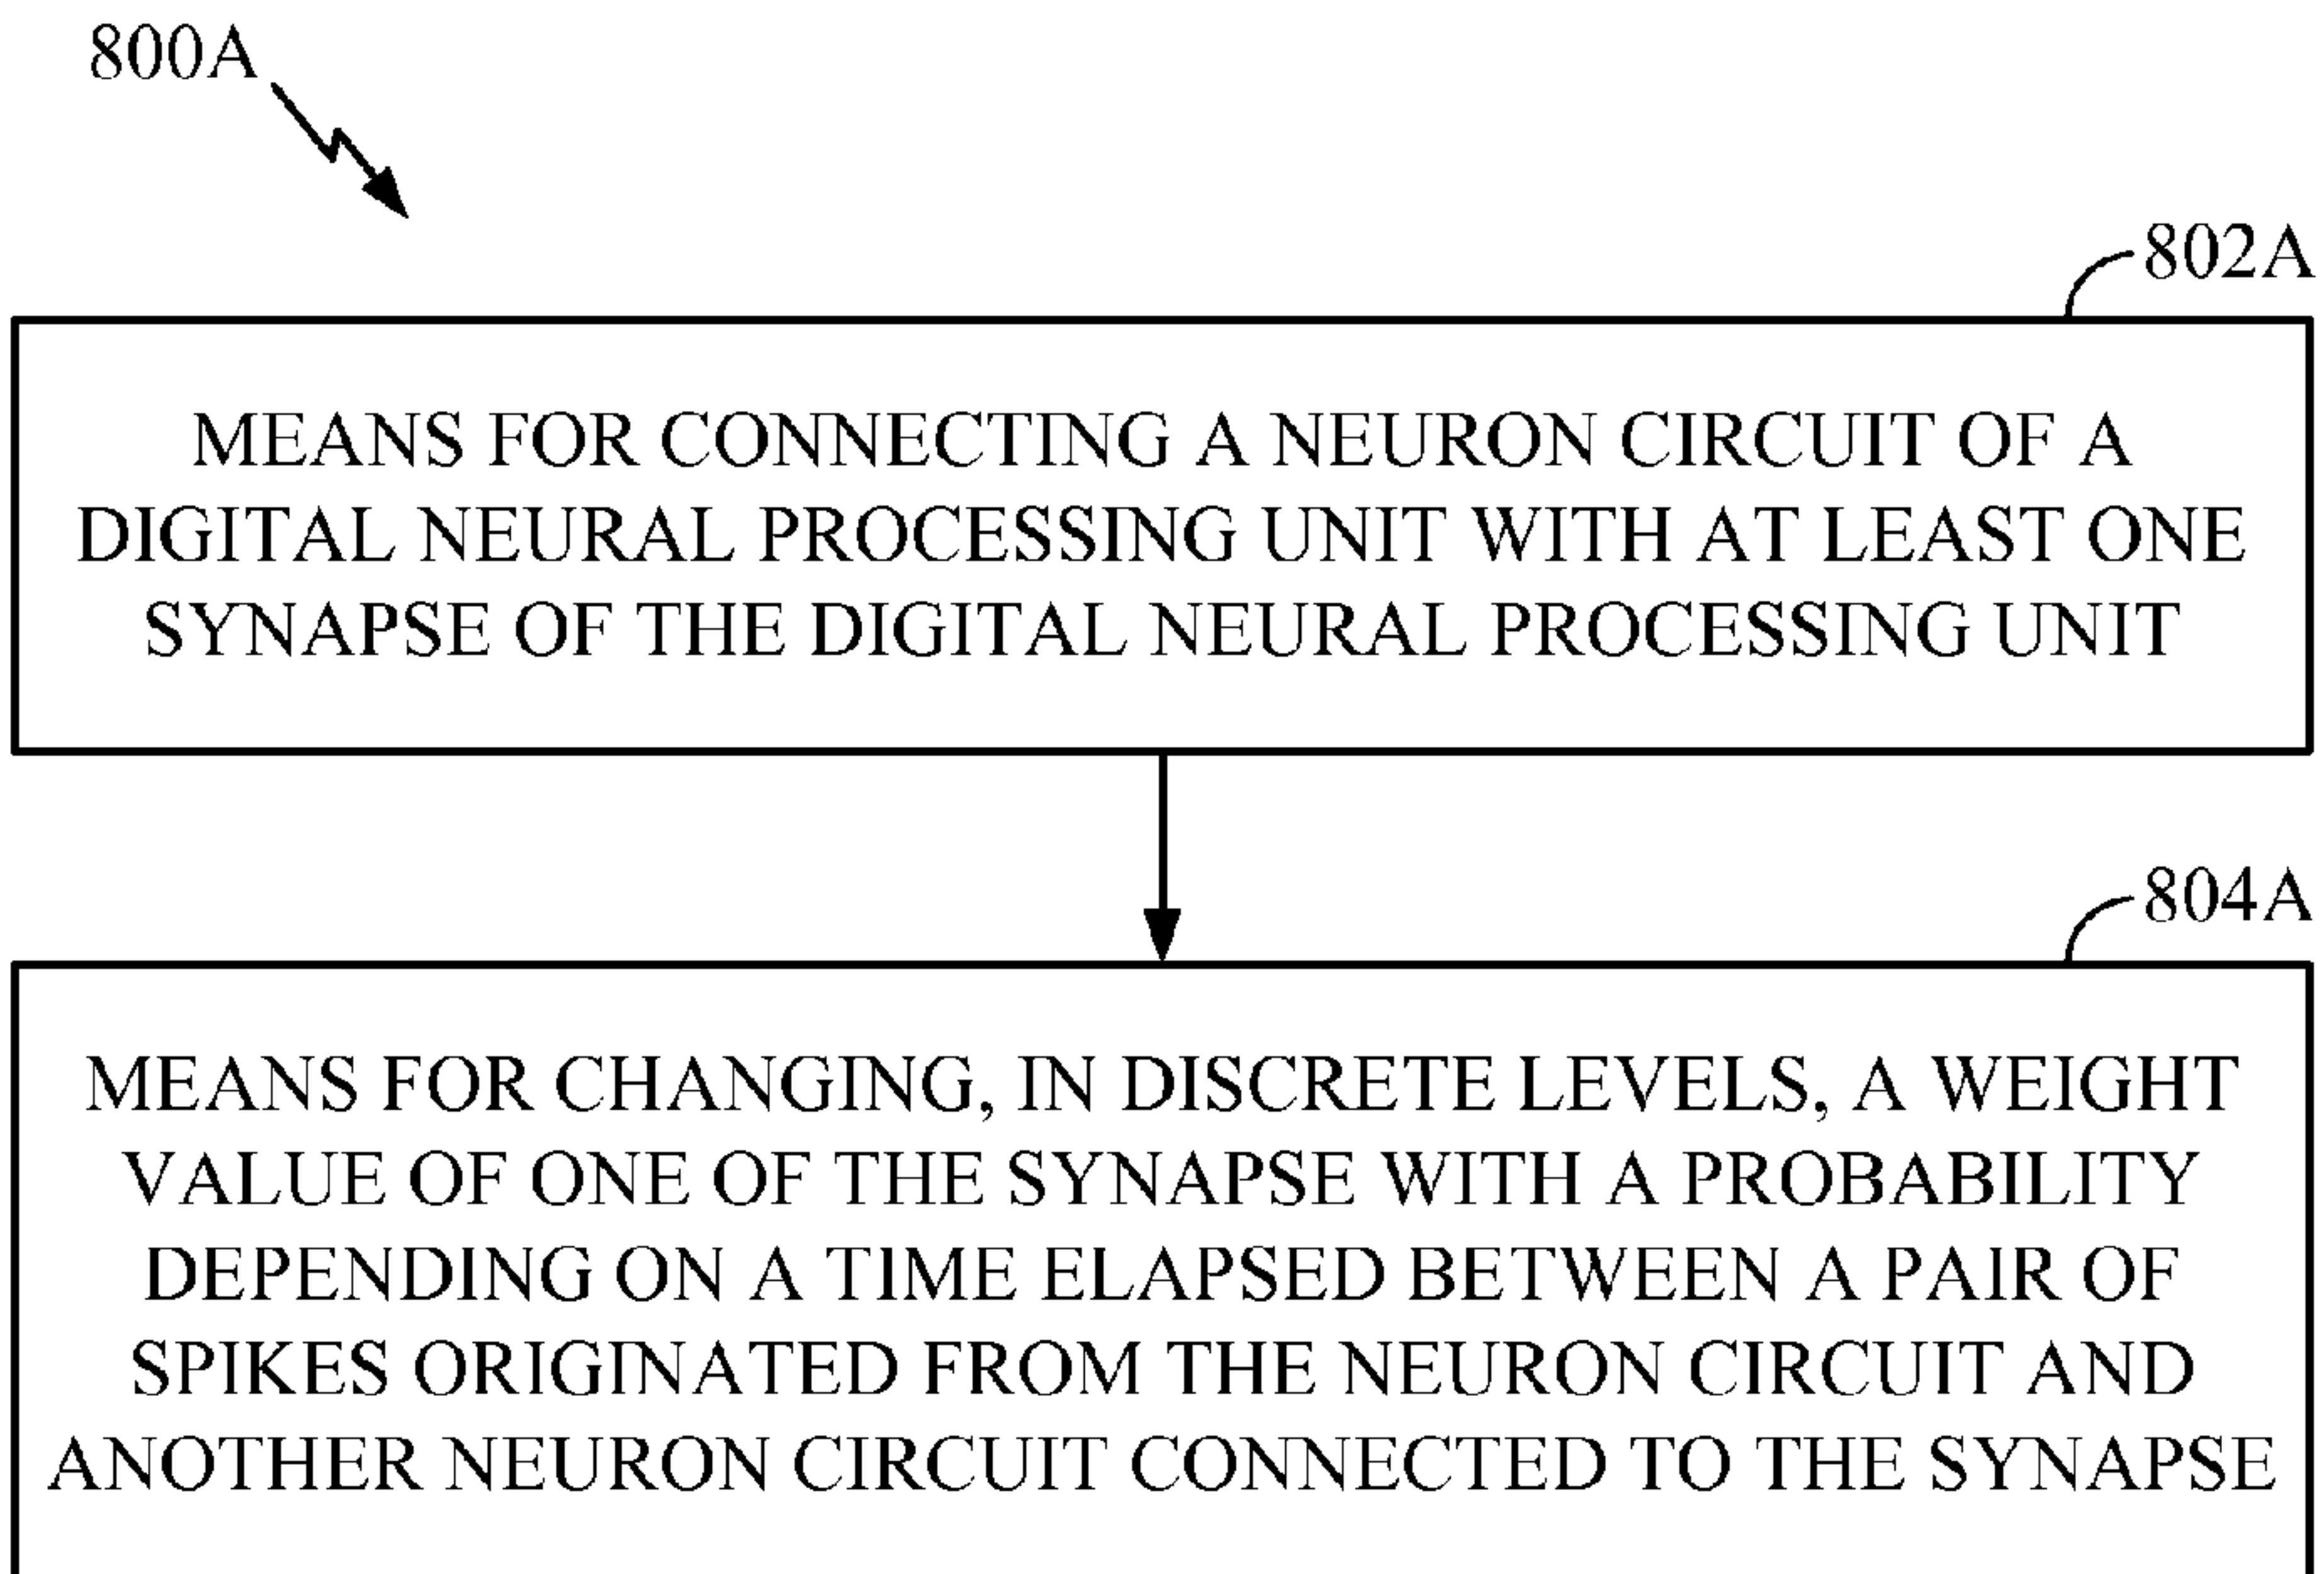 800A
802A
MEANS FOR CONNECTING A NEURON CIRCUIT OF A
DIGITAL NEURAL PROCESSING UNIT WITH AT LEAST ONE
SYNAPSE OF THE DIGITAL NEURAL PROCESSING UNIT
804A
MEANS FOR CHANGING, IN DISCRETE LEVELS, A WEIGHT
VALUE OF ONE OF THE SYNAPSE WITH A PROBABILITY
DEPENDING ON A TIME ELAPSED BETWEEN A PAIR OF
SPIKES ORIGINATED FROM THE NEURON CIRCUIT AND
ANOTHER NEURON CIRCUIT CONNECTED TO THE SYNAPSE